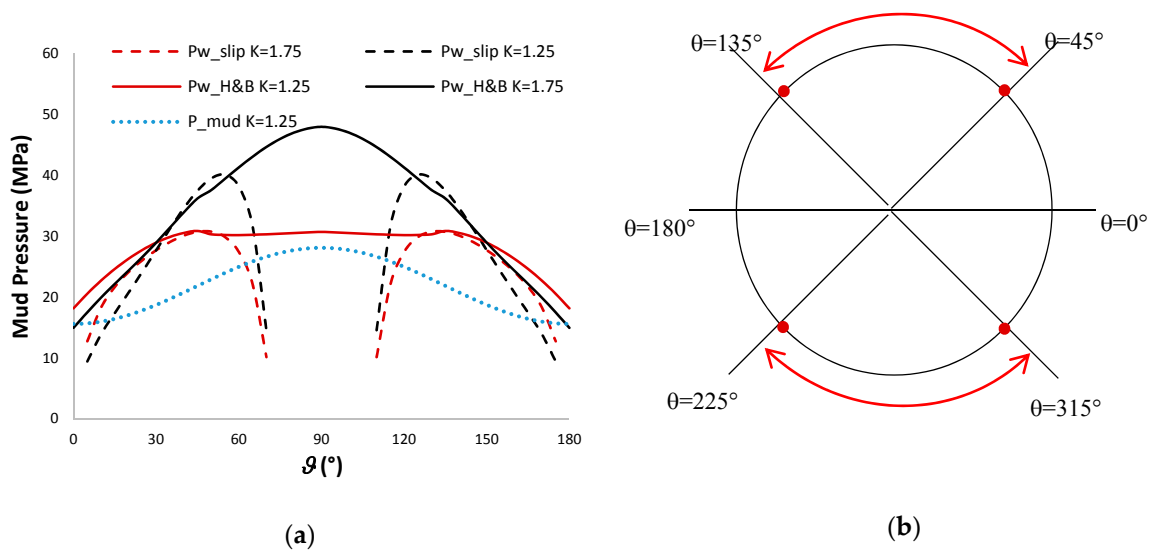 60
50
40
30
20
10
0
Mud Pressure (MPa)
Pw_slip K=1.75
Pw_slip K=1.25
Pw_H&B K=1.25
Pw_H&B K=1.75
P_mud K=1.25
0 30 60 90 120 150 180
ϑ (°)
(a)
θ=135°
θ=45°
θ=180°
θ=0°
θ=225°
θ=315°
(b)